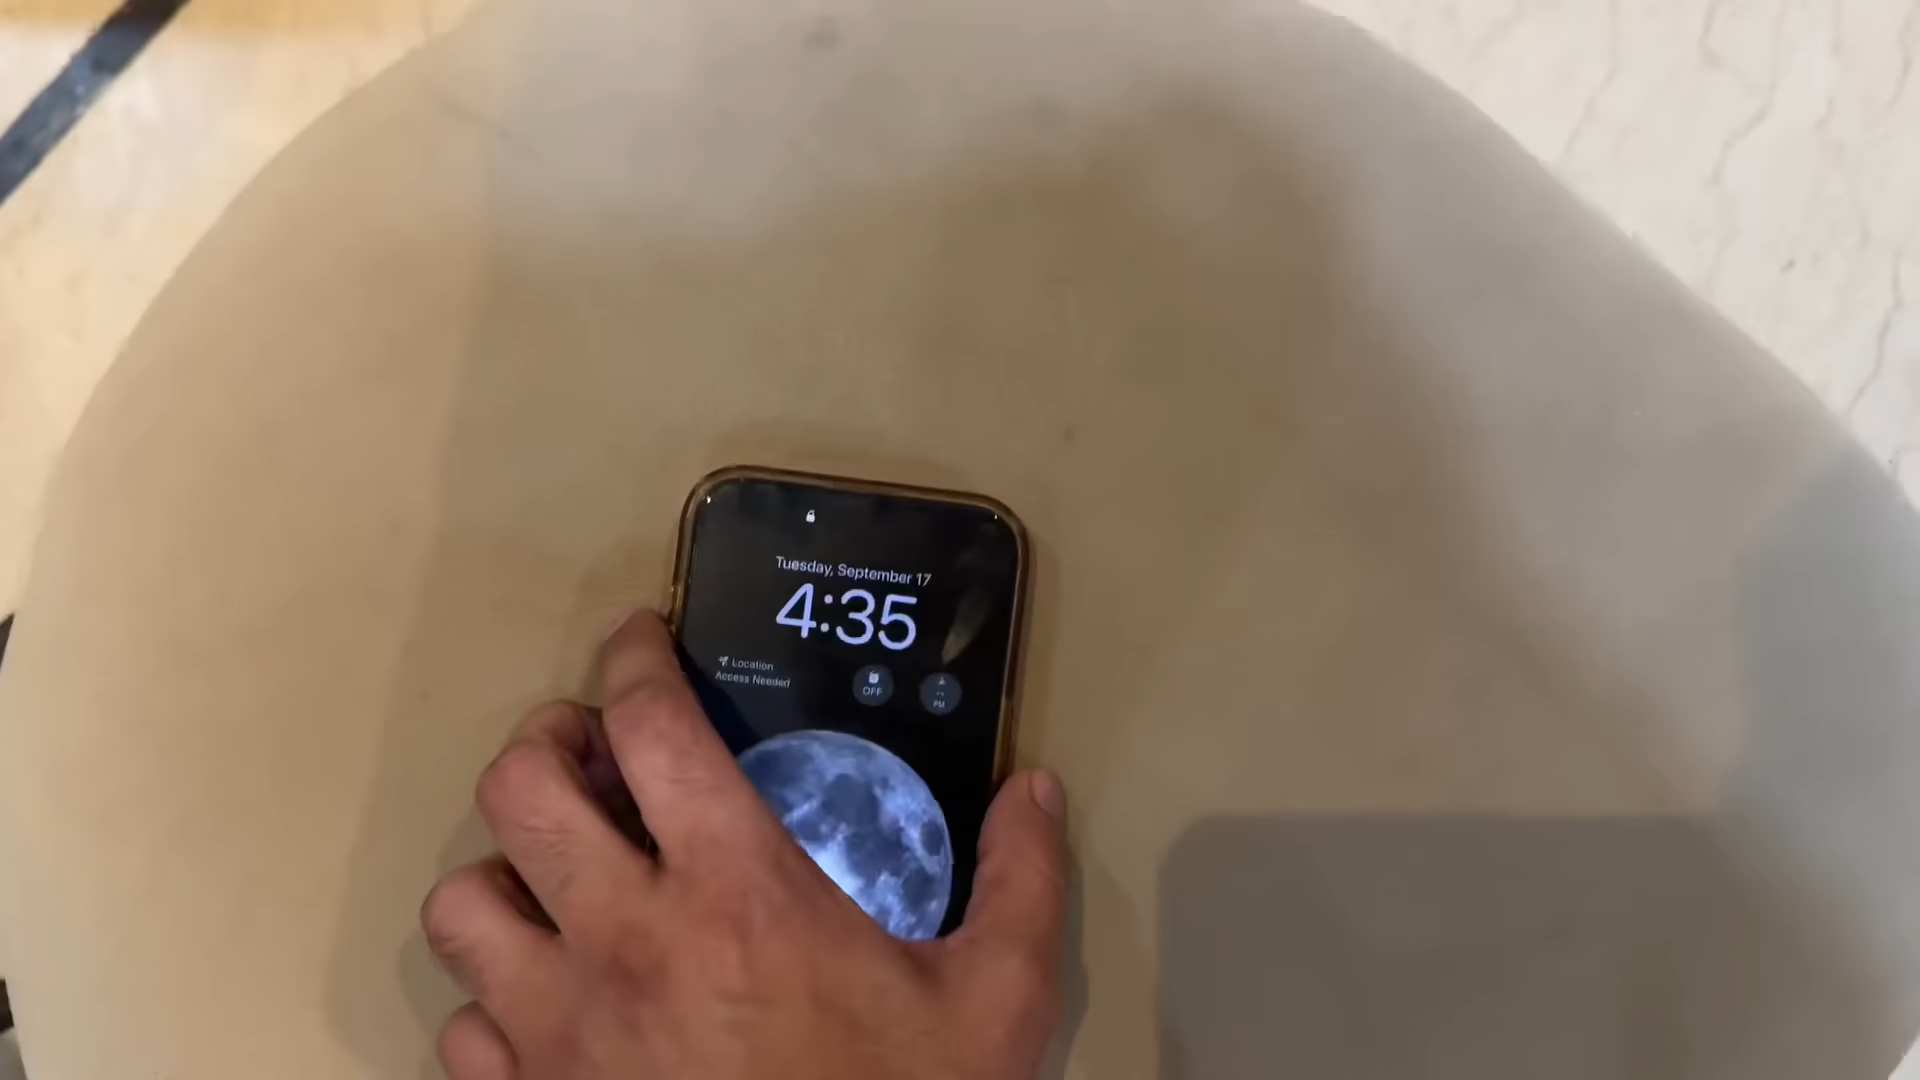 Tuesday, September 17
4:35
Location
Access Needed
OFF
--
PM